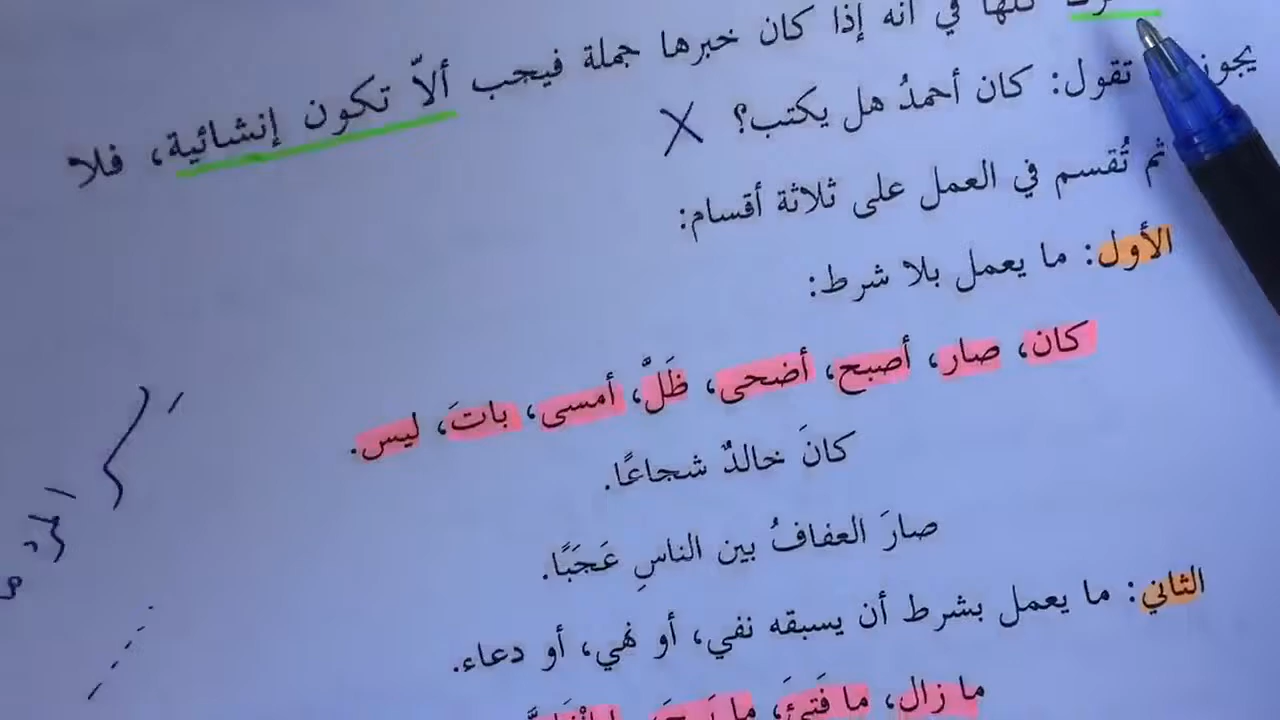 كلها في أنه إذا كان خبرها جملة فيجب ألاّ تكون إنشائية، فلا
يجوز تقول: كان أحمدُ هل يكتب؟ X
ثم تُقسم في العمل على ثلاثة أقسام:
الأول: ما يعمل بلا شرط:
كان، صار، أصبح، أضحى، ظَلَّ، أمسى، باتَ، ليس.
كانَ خالدٌ شجاعًا.
صارَ العفافُ بين الناسِ عَجَبًا.
الثاني: ما يعمل بشرط أن يسبقه نفي، أو نهي، أو دعاء.
ما زال، ما فَتِئَ،